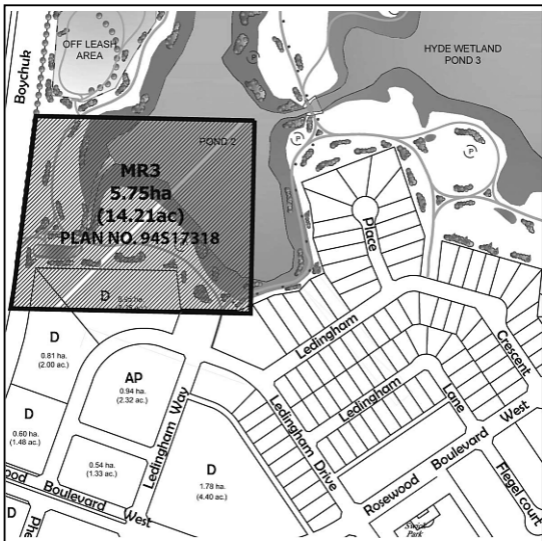 OFF LEASH
AREA
HYDE WETLAND
POND 3
Boychuk
POND 2
MR3
5.75ha
(14.21ac)
PLAN NO. 94S17318
P
P
Place
D
D
0.81 ha.
(2.00 ac.)
AP
0.94 ha.
(2.32 ac.)
D
0.60 ha.
(1.48 ac.)
0.54 ha.
(1.33 ac.)
D
1.78 ha.
(4.40 ac.)
D
Ledingham Way
Ledingham
Ledingham
Lane
Ledingham Drive
Crescent
Rosewood Boulevard West
ood Boulevard West
Flegel court
Swick
Park